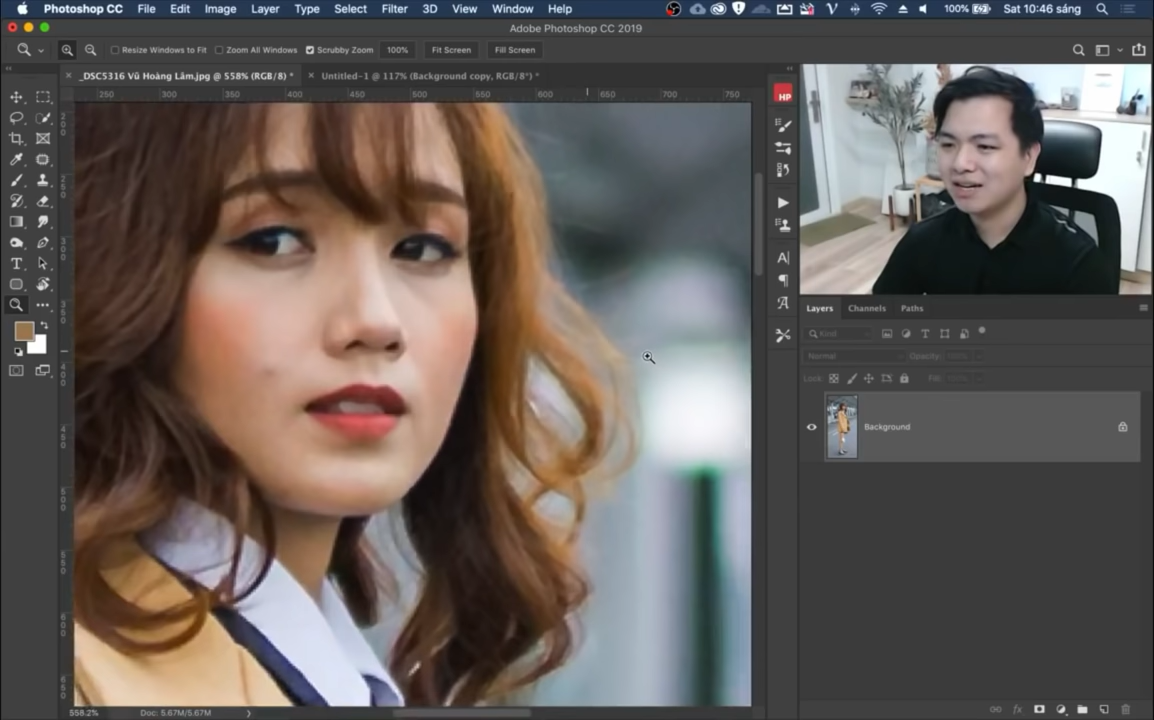 Photoshop CC File Edit Image Layer Type Select Filter 3D View Window Help 100% Sat 10:46 sáng
Adobe Photoshop CC 2019
Resize Windows to Fit Zoom All Windows Scrubby Zoom 100% Fit Screen Fill Screen
_DSC5316 Vũ Hoàng Lâm.jpg @ 558% (RGB/8) * Untitled-1 @ 117% (Background copy, RGB/8*) *
250 300 350 400 450 500 550 600 650 700 750
HP
Layers Channels Paths
Kind
Normal Opacity: 100%
Lock: Fill: 100%
Background
558.2% Doc: 5.67M/5.67M